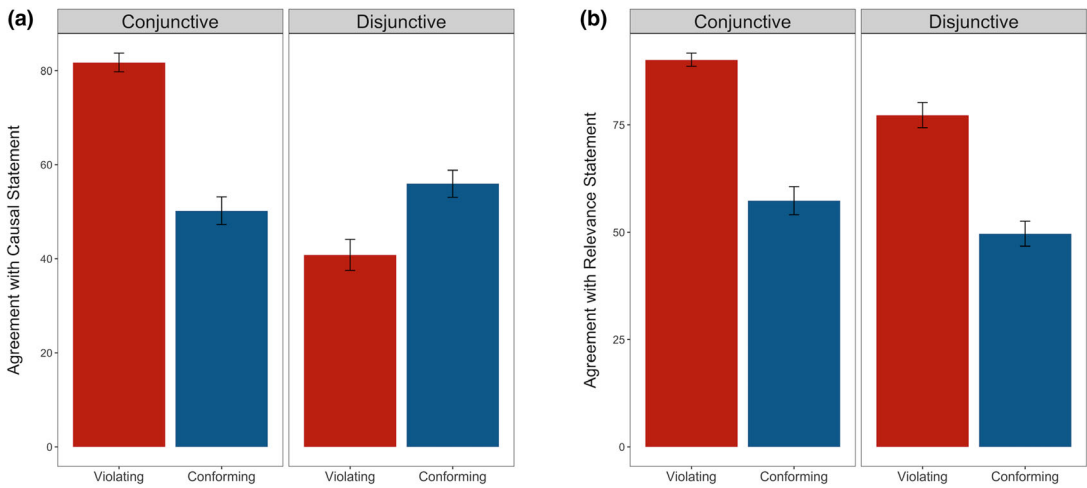 (a)
Conjunctive
Disjunctive
Agreement with Causal Statement
80
60
40
20
0
Violating
Conforming
Violating
Conforming
(b)
Conjunctive
Disjunctive
Agreement with Relevance Statement
75
50
25
0
Violating
Conforming
Violating
Conforming